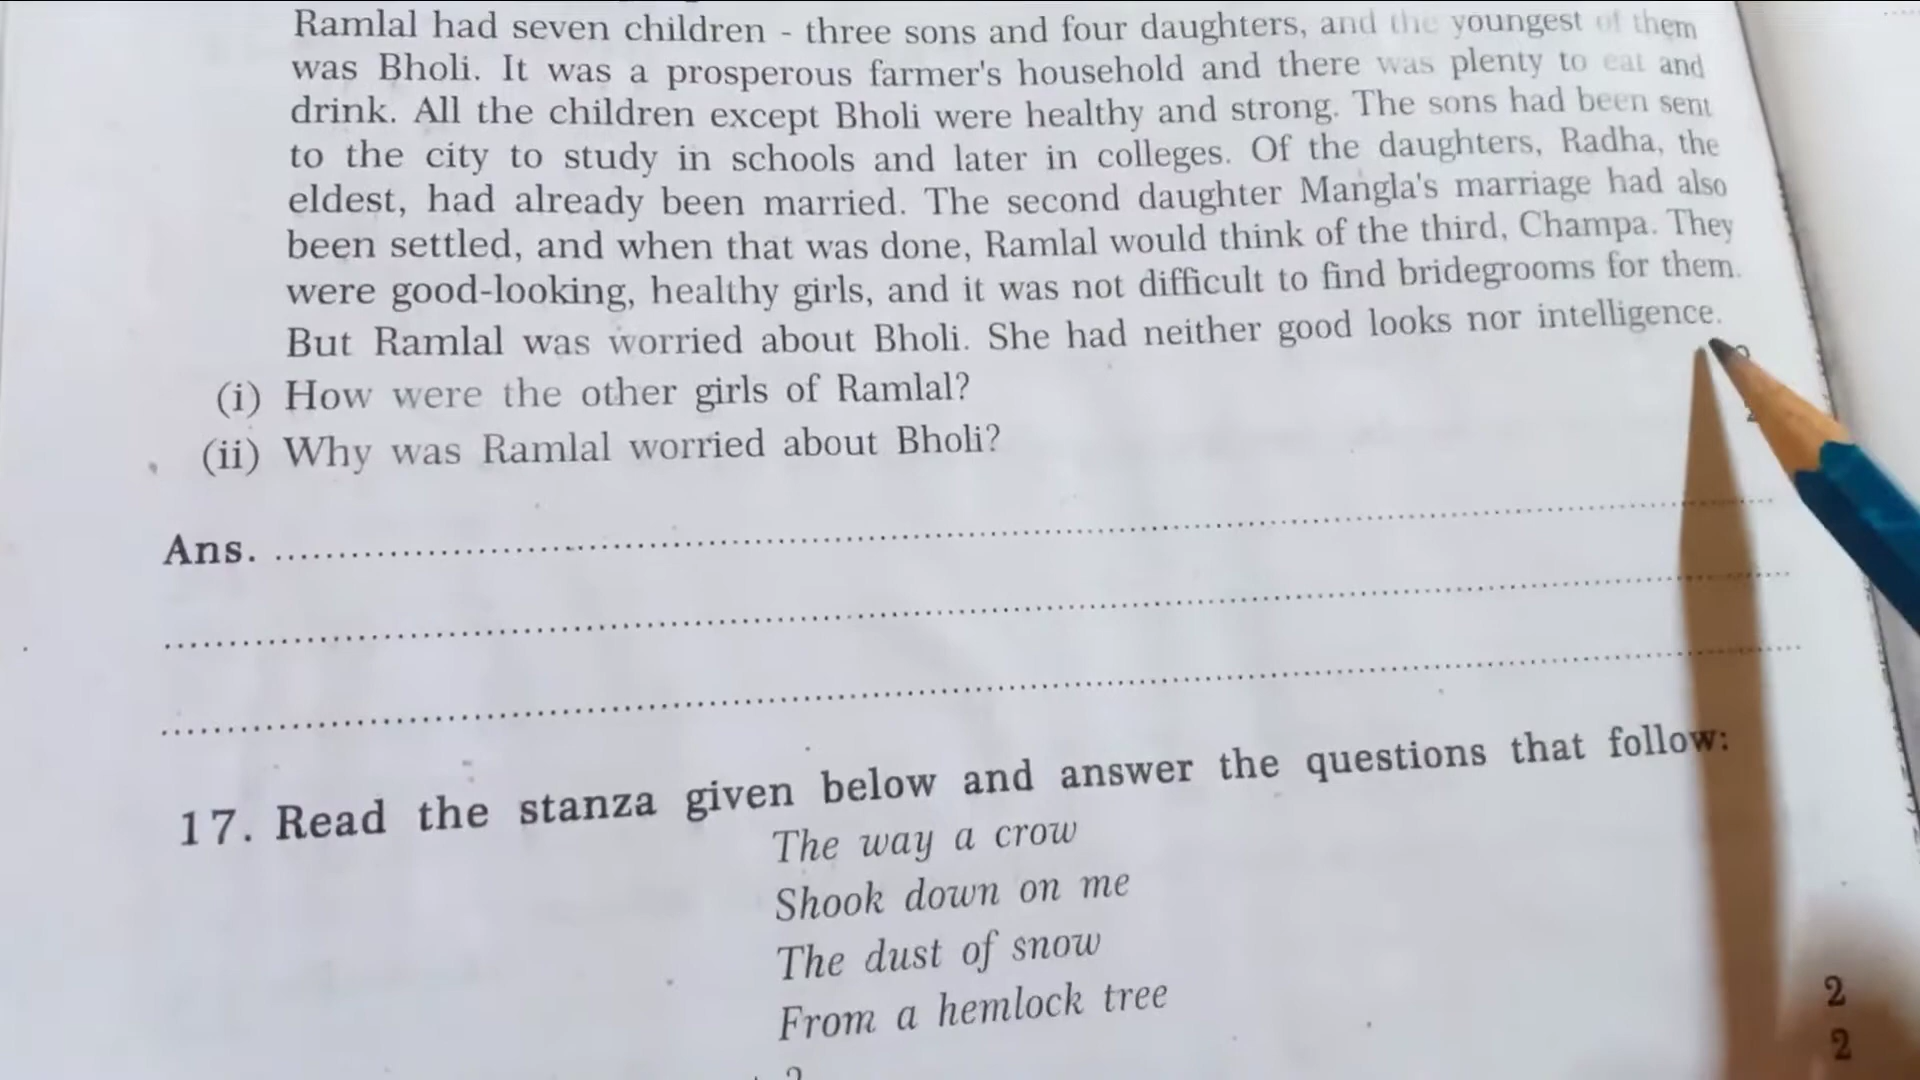 Ramlal had seven children - three sons and four daughters, and the youngest of them
was Bholi. It was a prosperous farmer's household and there was plenty to eat and
drink. All the children except Bholi were healthy and strong. The sons had been sent
to the city to study in schools and later in colleges. Of the daughters, Radha, the
eldest, had already been married. The second daughter Mangla's marriage had also
been settled, and when that was done, Ramlal would think of the third, Champa. They
were good-looking, healthy girls, and it was not difficult to find bridegrooms for them.
But Ramlal was worried about Bholi. She had neither good looks nor intelligence.
(i) How were the other girls of Ramlal?
(ii) Why was Ramlal worried about Bholi?
Ans.
17. Read the stanza given below and answer the questions that follow:
The way a crow
Shook down on me
The dust of snow
From a hemlock tree
2
2